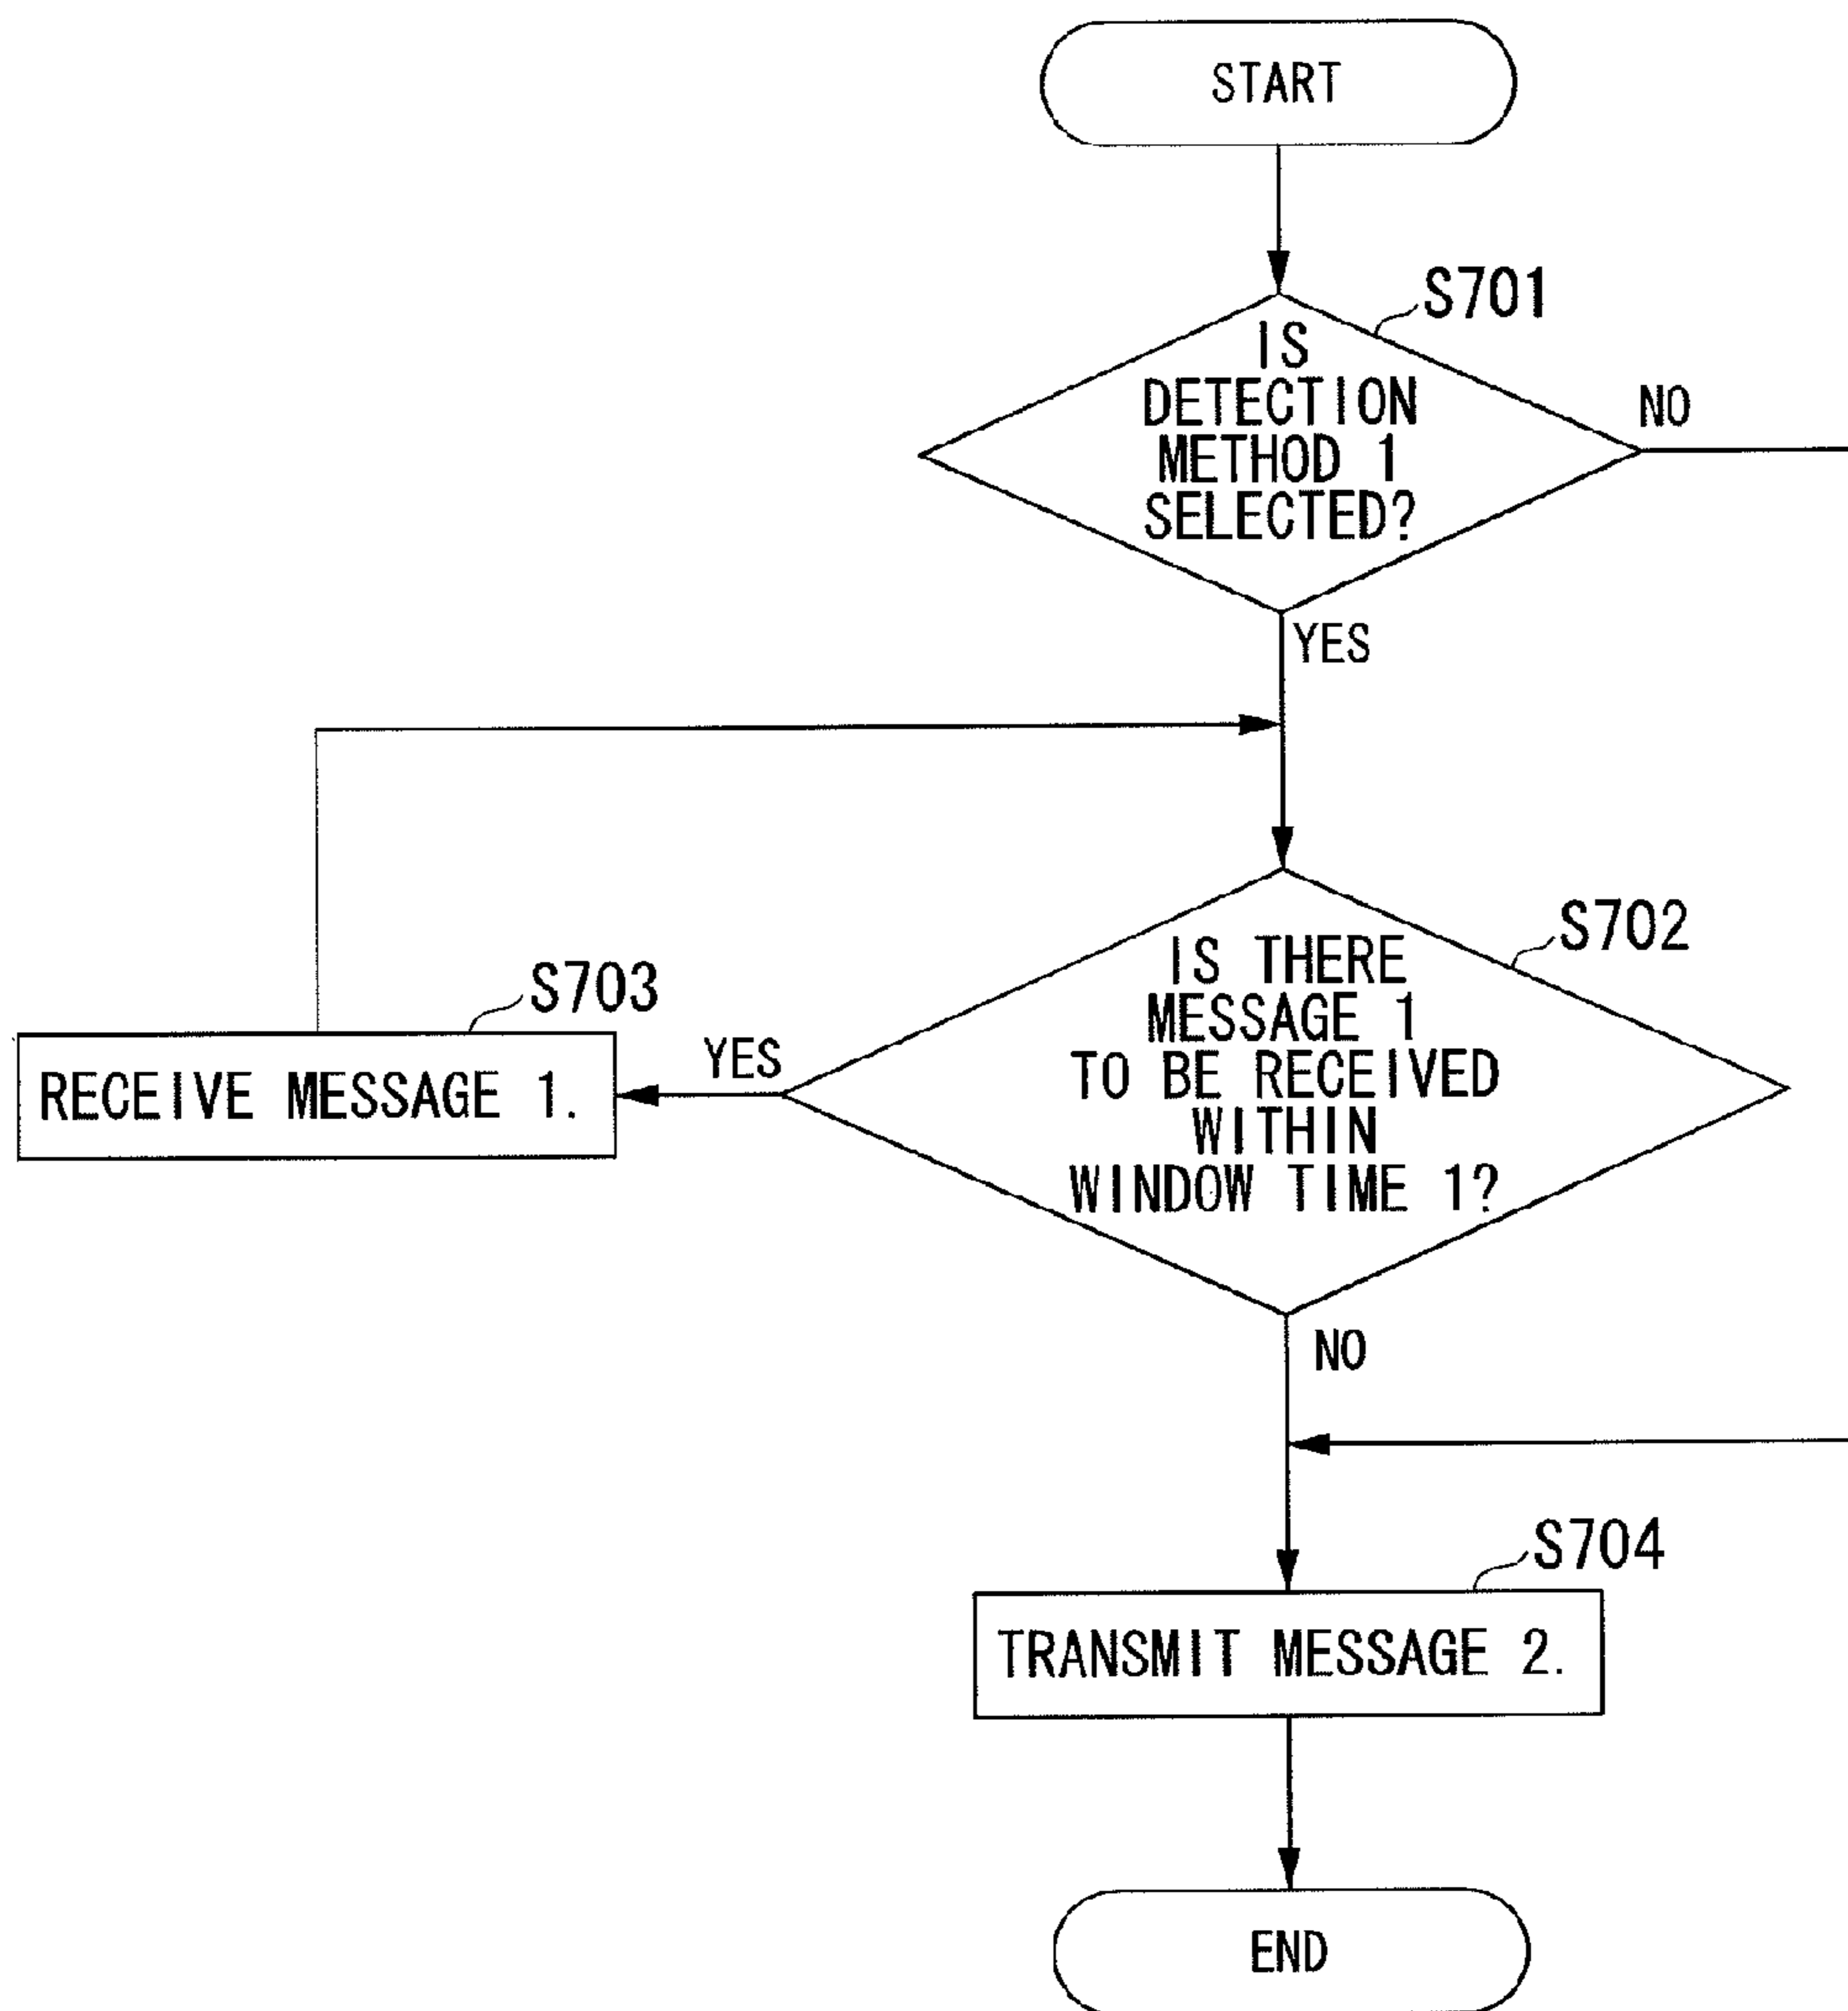 START
S701
IS
DETECTION
METHOD 1
SELECTED?
NO
YES
S702
IS THERE
MESSAGE 1
TO BE RECEIVED
WITHIN
WINDOW TIME 1?
S703
YES
RECEIVE MESSAGE 1.
NO
S704
TRANSMIT MESSAGE 2.
END